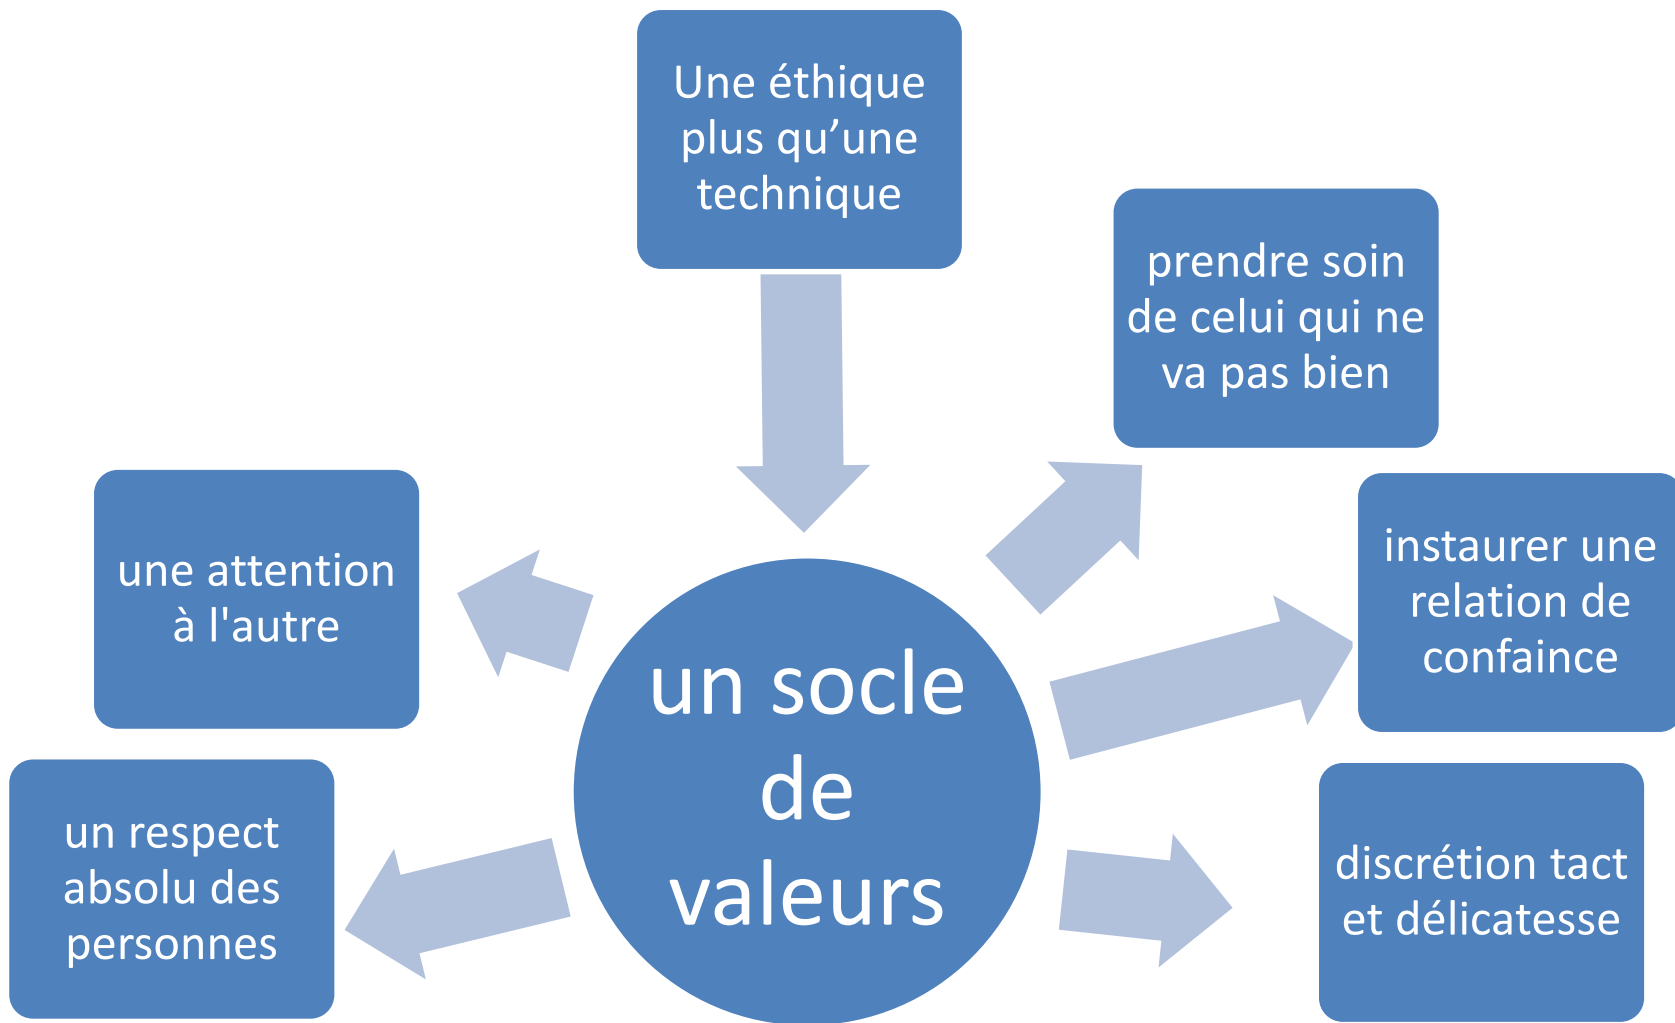 Une éthique
plus qu’une
technique
prendre soin
de celui qui ne
va pas bien
une attention
à l'autre
instaurer une
relation de
confaince
un socle
de
valeurs
un respect
absolu des
personnes
discrétion tact
et délicatesse